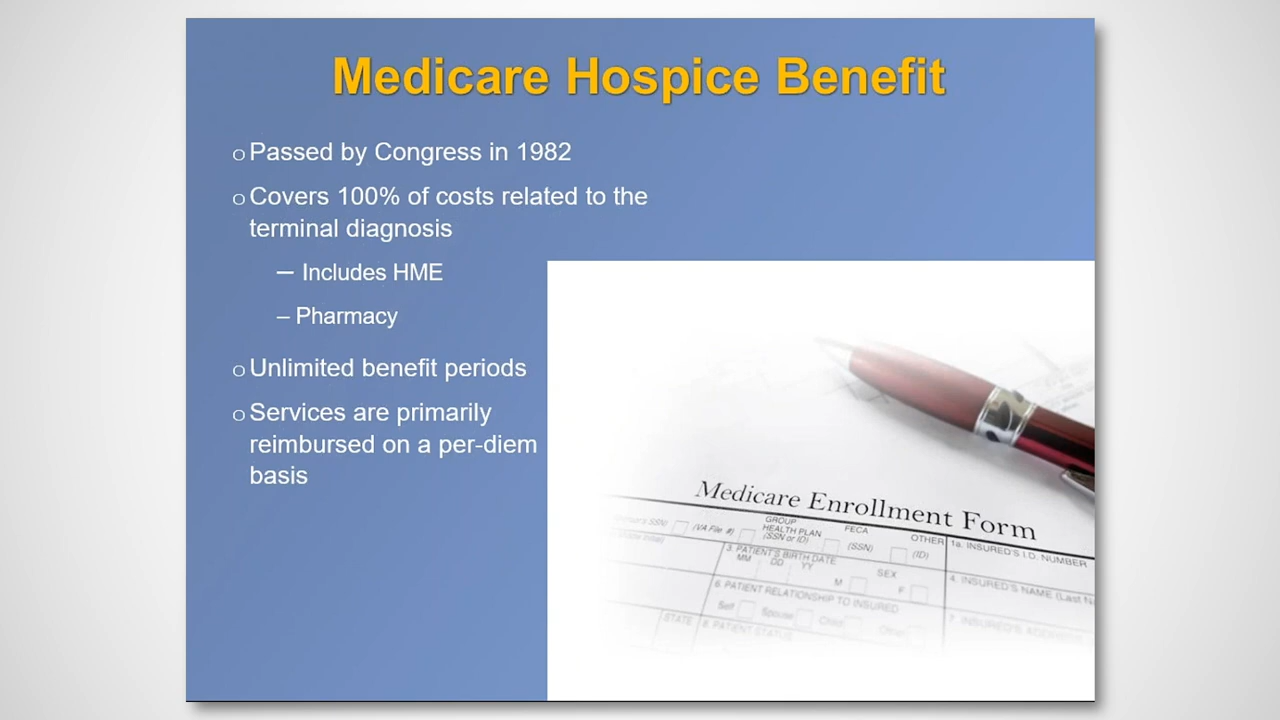 Medicare Hospice Benefit
Passed by Congress in 1982
Covers 100% of costs related to the
terminal diagnosis
– Includes HME
– Pharmacy
Unlimited benefit periods
Services are primarily
reimbursed on a per-diem
basis
Medicare Enrollment Form
(VA File #)
GROUP
HEALTH PLAN
(SSN or ID)
FECA
(SSN)
OTHER
(ID)
1a. INSURED'S I.D. NUMBER
3. PATIENT'S BIRTH DATE
MM DD YY
SEX
M F
4. INSURED'S NAME (Last
6. PATIENT RELATIONSHIP TO INSURED
Self Spouse Child Other
7. INSURED'S ADDRESS
STATE
8. PATIENT STATUS